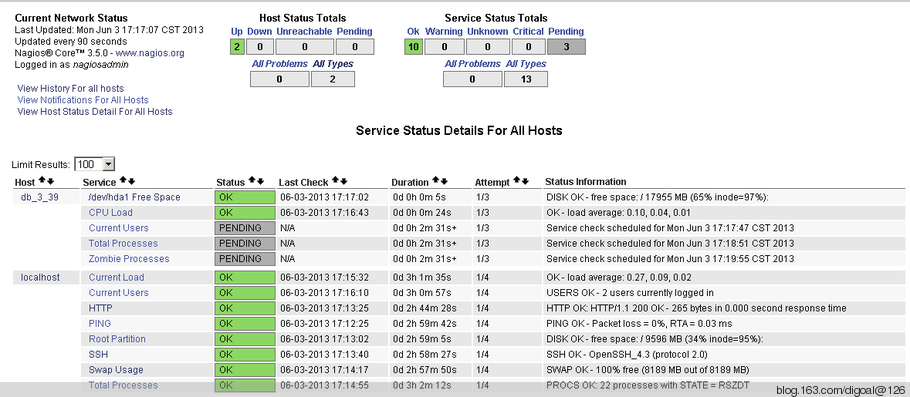 Current Network Status
Last Updated: Mon Jun 3 17:17:07 CST 2013
Updated every 90 seconds
Nagios® Core™ 3.5.0 - www.nagios.org
Logged in as nagiosadmin
View History For all hosts
View Notifications For All Hosts
View Host Status Detail For All Hosts
Host Status Totals
Up Down Unreachable Pending
2 0 0 0
All Problems All Types
0 2
Service Status Totals
Ok Warning Unknown Critical Pending
10 0 0 0 3
All Problems All Types
0 13
Service Status Details For All Hosts
Limit Results: 100
Host Service Status Last Check Duration Attempt Status Information
db_3_39 /dev/hda1 Free Space OK 06-03-2013 17:17:02 0d 0h 0m 5s 1/3 DISK OK - free space: / 17955 MB (65% inode=97%):
CPU Load OK 06-03-2013 17:16:43 0d 0h 0m 24s 1/3 OK - load average: 0.10, 0.04, 0.01
Current Users PENDING N/A 0d 0h 2m 31s+ 1/3 Service check scheduled for Mon Jun 3 17:17:47 CST 2013
Total Processes PENDING N/A 0d 0h 2m 31s+ 1/3 Service check scheduled for Mon Jun 3 17:18:51 CST 2013
Zombie Processes PENDING N/A 0d 0h 2m 31s+ 1/3 Service check scheduled for Mon Jun 3 17:19:55 CST 2013
localhost Current Load OK 06-03-2013 17:15:32 0d 3h 1m 35s 1/4 OK - load average: 0.27, 0.09, 0.02
Current Users OK 06-03-2013 17:16:10 0d 3h 0m 57s 1/4 USERS OK - 2 users currently logged in
HTTP OK 06-03-2013 17:13:25 0d 2h 44m 28s 1/4 HTTP OK: HTTP/1.1 200 OK - 265 bytes in 0.000 second response time
PING OK 06-03-2013 17:12:25 0d 2h 59m 42s 1/4 PING OK - Packet loss = 0%, RTA = 0.03 ms
Root Partition OK 06-03-2013 17:13:02 0d 2h 59m 5s 1/4 DISK OK - free space: / 9596 MB (34% inode=95%):
SSH OK 06-03-2013 17:13:40 0d 2h 58m 27s 1/4 SSH OK - OpenSSH_4.3 (protocol 2.0)
Swap Usage OK 06-03-2013 17:14:17 0d 2h 57m 50s 1/4 SWAP OK - 100% free (8189 MB out of 8189 MB)
Total Processes OK 06-03-2013 17:14:55 0d 3h 2m 12s 1/4 PROCS OK: 22 processes with STATE = RSZDT
blog.163.com/digoal@126